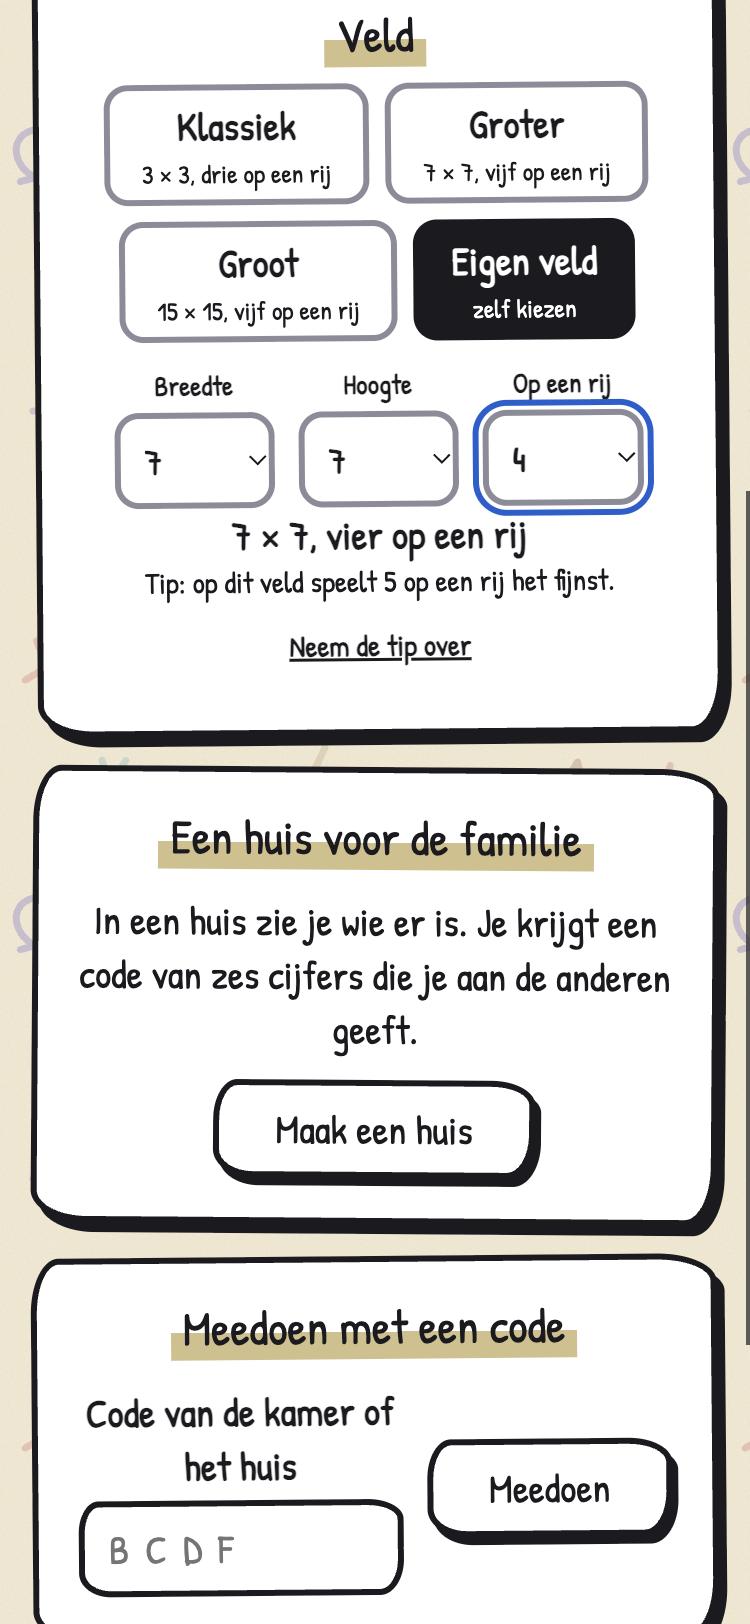 Veld
Klassiek
3 × 3, drie op een rij
Groter
7 × 7, vijf op een rij
Groot
15 × 15, vijf op een rij
Eigen veld
zelf kiezen
Breedte
Hoogte
Op een rij
7
7
4
7 × 7, vier op een rij
Tip: op dit veld speelt 5 op een rij het fijnst.
Neem de tip over
Een huis voor de familie
In een huis zie je wie er is. Je krijgt een
code van zes cijfers die je aan de anderen
geeft.
Maak een huis
Meedoen met een code
Code van de kamer of
het huis
B C D F
Meedoen